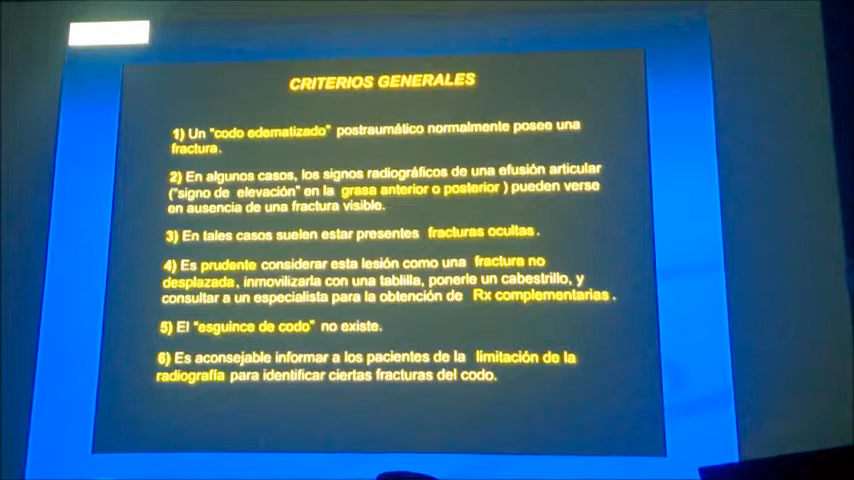 CRITERIOS GENERALES
1) Un "codo edematizado" postraumático normalmente posee una
fractura.
2) En algunos casos, los signos radiográficos de una efusión articular
("signo de elevación" en la grasa anterior o posterior ) pueden verse
en ausencia de una fractura visible.
3) En tales casos suelen estar presentes fracturas ocultas.
4) Es prudente considerar esta lesión como una fractura no
desplazada, inmovilizarla con una tablilla, ponerle un cabestrillo, y
consultar a un especialista para la obtención de Rx complementarias .
5) El "esguince de codo" no existe.
6) Es aconsejable informar a los pacientes de la limitación de la
radiografía para identificar ciertas fracturas del codo.